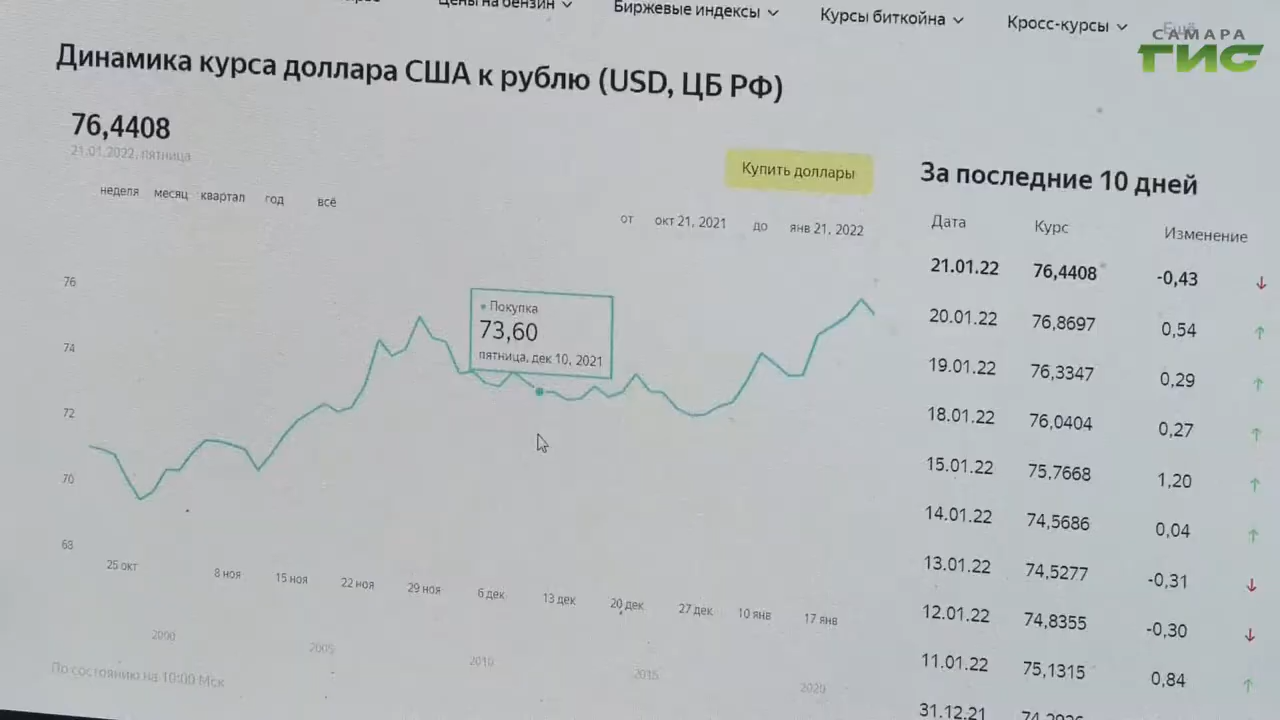 Цены на бензин
Биржевые индексы
Курсы биткойна
Кросс-курсы
Ещё
САМАРА
ГИС
Динамика курса доллара США к рублю (USD, ЦБ РФ)
76,4408
21.01.2022, пятница
Купить доллары
неделя месяц квартал год всё
от окт 21, 2021 до янв 21, 2022
76
74
72
70
68
Покупка
73,60
пятница, дек 10, 2021
25 окт 8 ноя 15 ноя 22 ноя 29 ноя 6 дек 13 дек 20 дек 27 дек 10 янв 17 янв
2000 2005 2010 2015 2020
По состоянию на 10:00 Мск
За последние 10 дней
Дата Курс Изменение
21.01.22 76,4408 -0,43 ↓
20.01.22 76,8697 0,54 ↑
19.01.22 76,3347 0,29 ↑
18.01.22 76,0404 0,27 ↑
15.01.22 75,7668 1,20 ↑
14.01.22 74,5686 0,04 ↑
13.01.22 74,5277 -0,31 ↓
12.01.22 74,8355 -0,30 ↓
11.01.22 75,1315 0,84 ↑
31.12.21